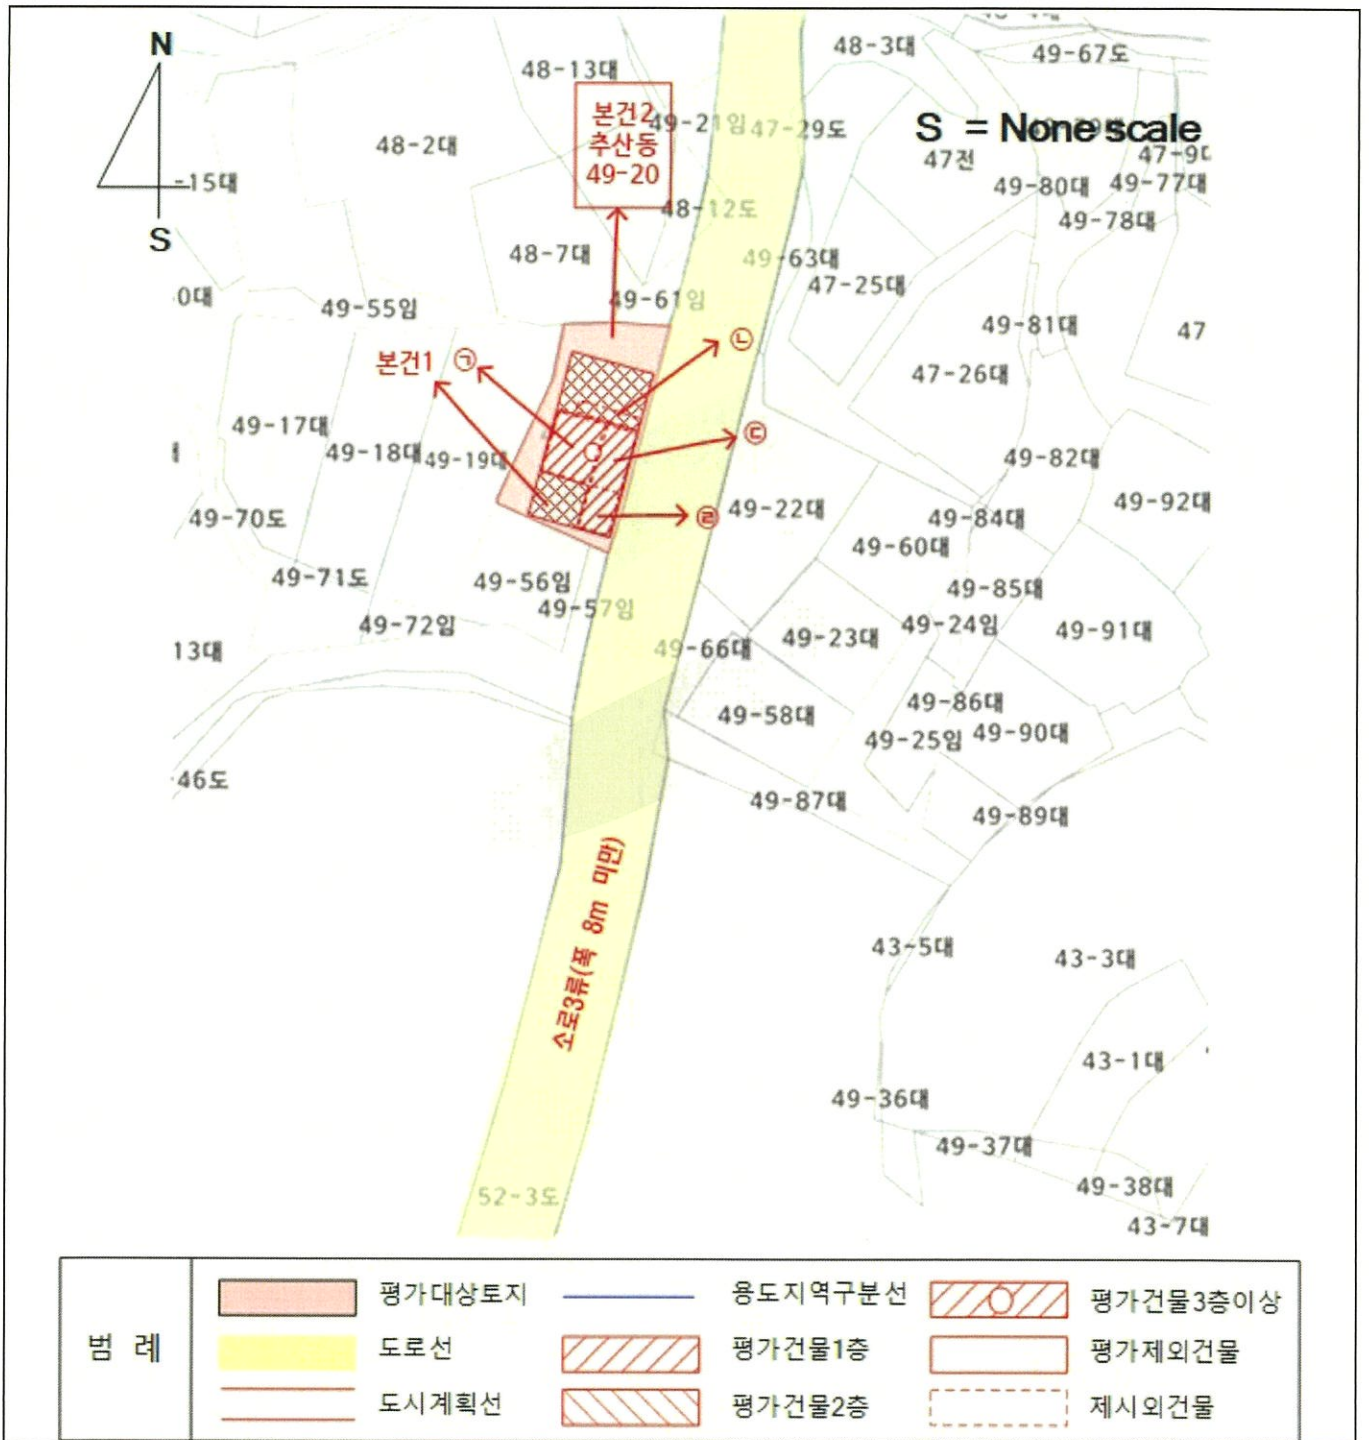 N
S
S = None scale
48-3대
49-67도
48-13대
본건2
추산동
49-20
49-21임
47-29도
48-2대
47전
-15대
49-80대
49-77대
48-12도
49-78대
48-7대
49-63대
47-25대
0대
49-55임
49-61임
49-81대
47
본건1
㉠
㉡
47-26대
49-17대
49-18대
49-19대
㉢
49-82대
49-92대
49-70도
㉣
49-22대
49-84대
49-60대
49-71도
49-56임
49-85대
49-57임
49-72임
49-23대
49-24임
49-91대
13대
49-66대
49-58대
49-86대
49-25임
49-90대
46도
49-87대
49-89대
소로3류(폭 8m 미만)
43-5대
43-3대
43-1대
49-36대
49-37대
52-3도
49-38대
43-7대
범 례
평가대상토지
용도지역구분선
평가건물3층이상
도로선
평가건물1층
평가제외건물
도시계획선
평가건물2층
제시외건물